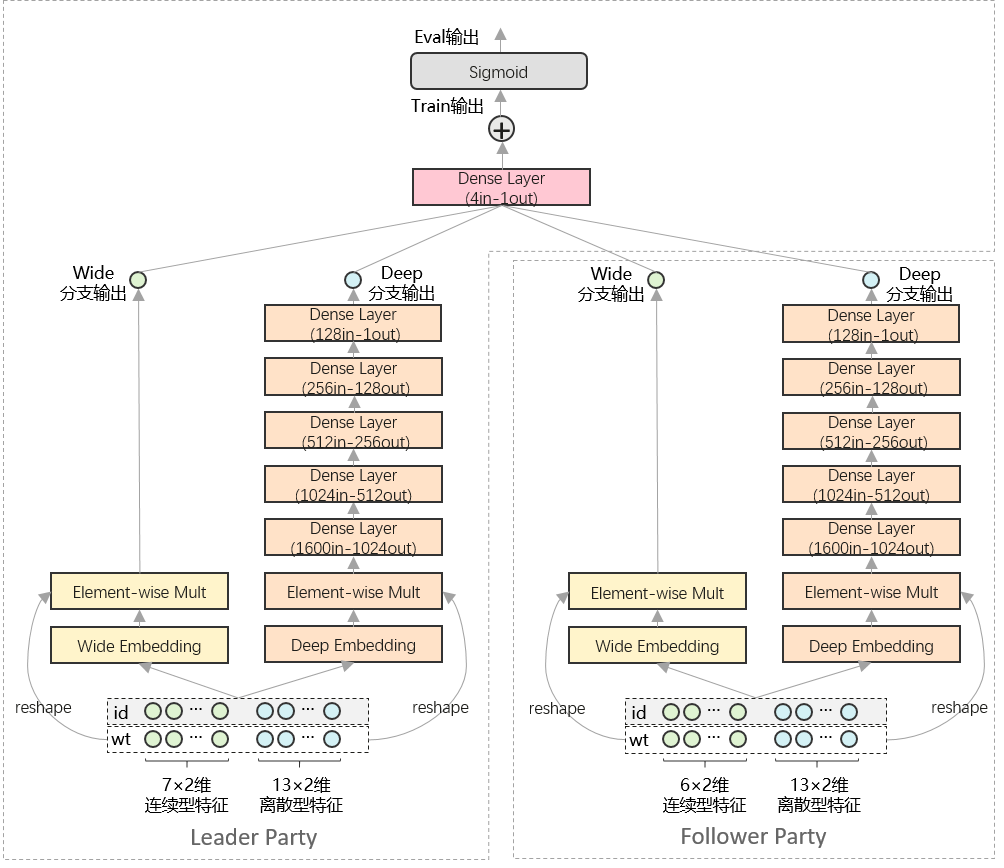 Eval输出
Sigmoid
Train输出
+
Dense Layer
(4in-1out)
Wide
分支输出
Deep
分支输出
Dense Layer
(128in-1out)
Dense Layer
(256in-128out)
Dense Layer
(512in-256out)
Dense Layer
(1024in-512out)
Dense Layer
(1600in-1024out)
Element-wise Mult
Element-wise Mult
Wide Embedding
Deep Embedding
reshape
reshape
id
...
...
wt
...
...
7×2维
连续型特征
13×2维
离散型特征
Leader Party
Wide
分支输出
Deep
分支输出
Dense Layer
(128in-1out)
Dense Layer
(256in-128out)
Dense Layer
(512in-256out)
Dense Layer
(1024in-512out)
Dense Layer
(1600in-1024out)
Element-wise Mult
Element-wise Mult
Wide Embedding
Deep Embedding
reshape
reshape
id
...
...
wt
...
...
6×2维
连续型特征
13×2维
离散型特征
Follower Party